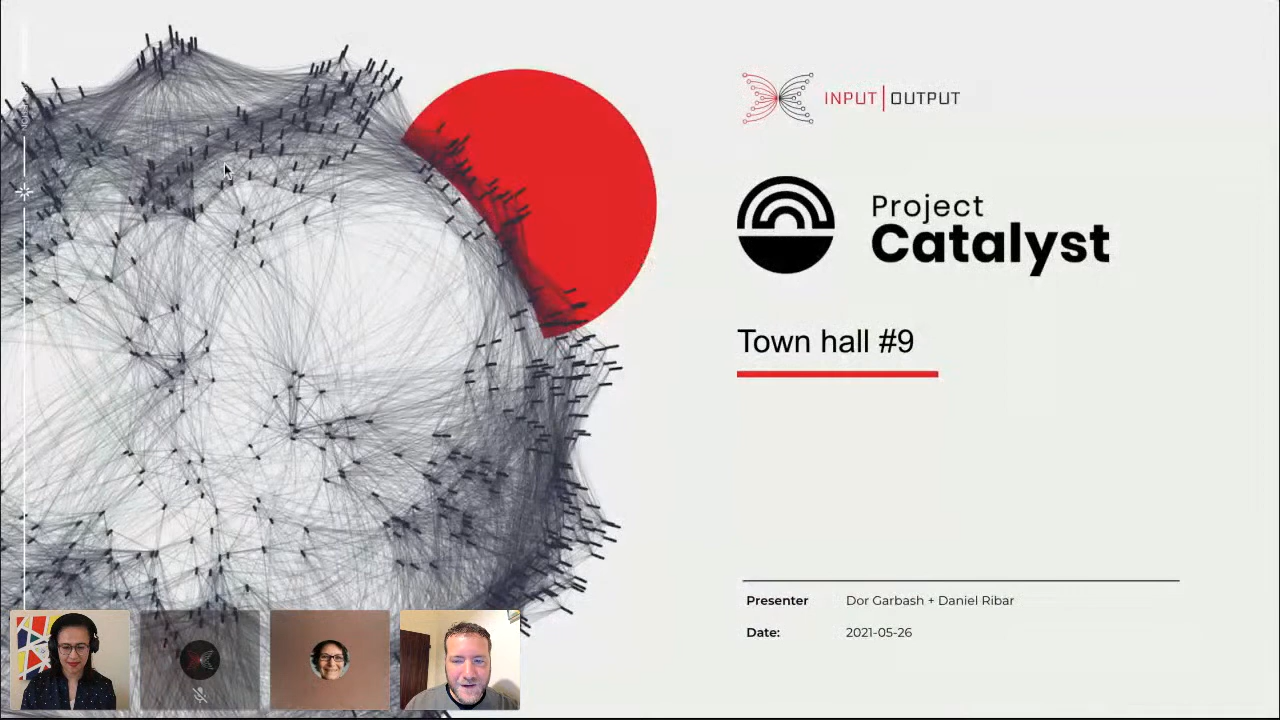 INPUT | OUTPUT
Project
Catalyst
Town hall #9
Presenter Dor Garbash + Daniel Ribar
Date: 2021-05-26